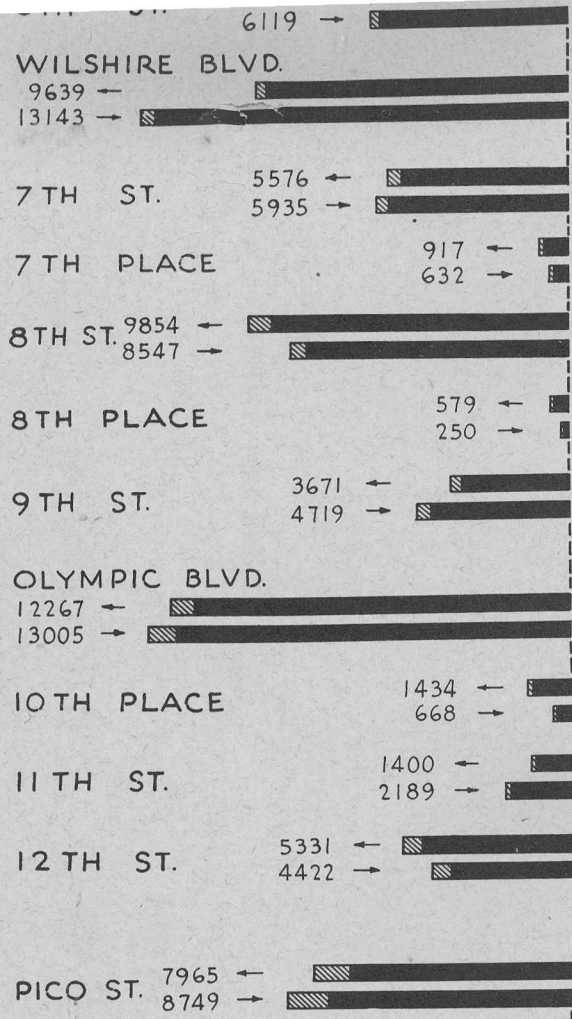 6119 →
WILSHIRE BLVD.
9639 ←
13143 →
7TH ST.
5576 ←
5935 →
7TH PLACE
917 ←
632 →
8TH ST.
9854 ←
8547 →
8TH PLACE
579 ←
250 →
9TH ST.
3671 ←
4719 →
OLYMPIC BLVD.
12267 ←
13005 →
10TH PLACE
1434 ←
668 →
11TH ST.
1400 ←
2189 →
12TH ST.
5331 ←
4422 →
PICO ST.
7965 ←
8749 →